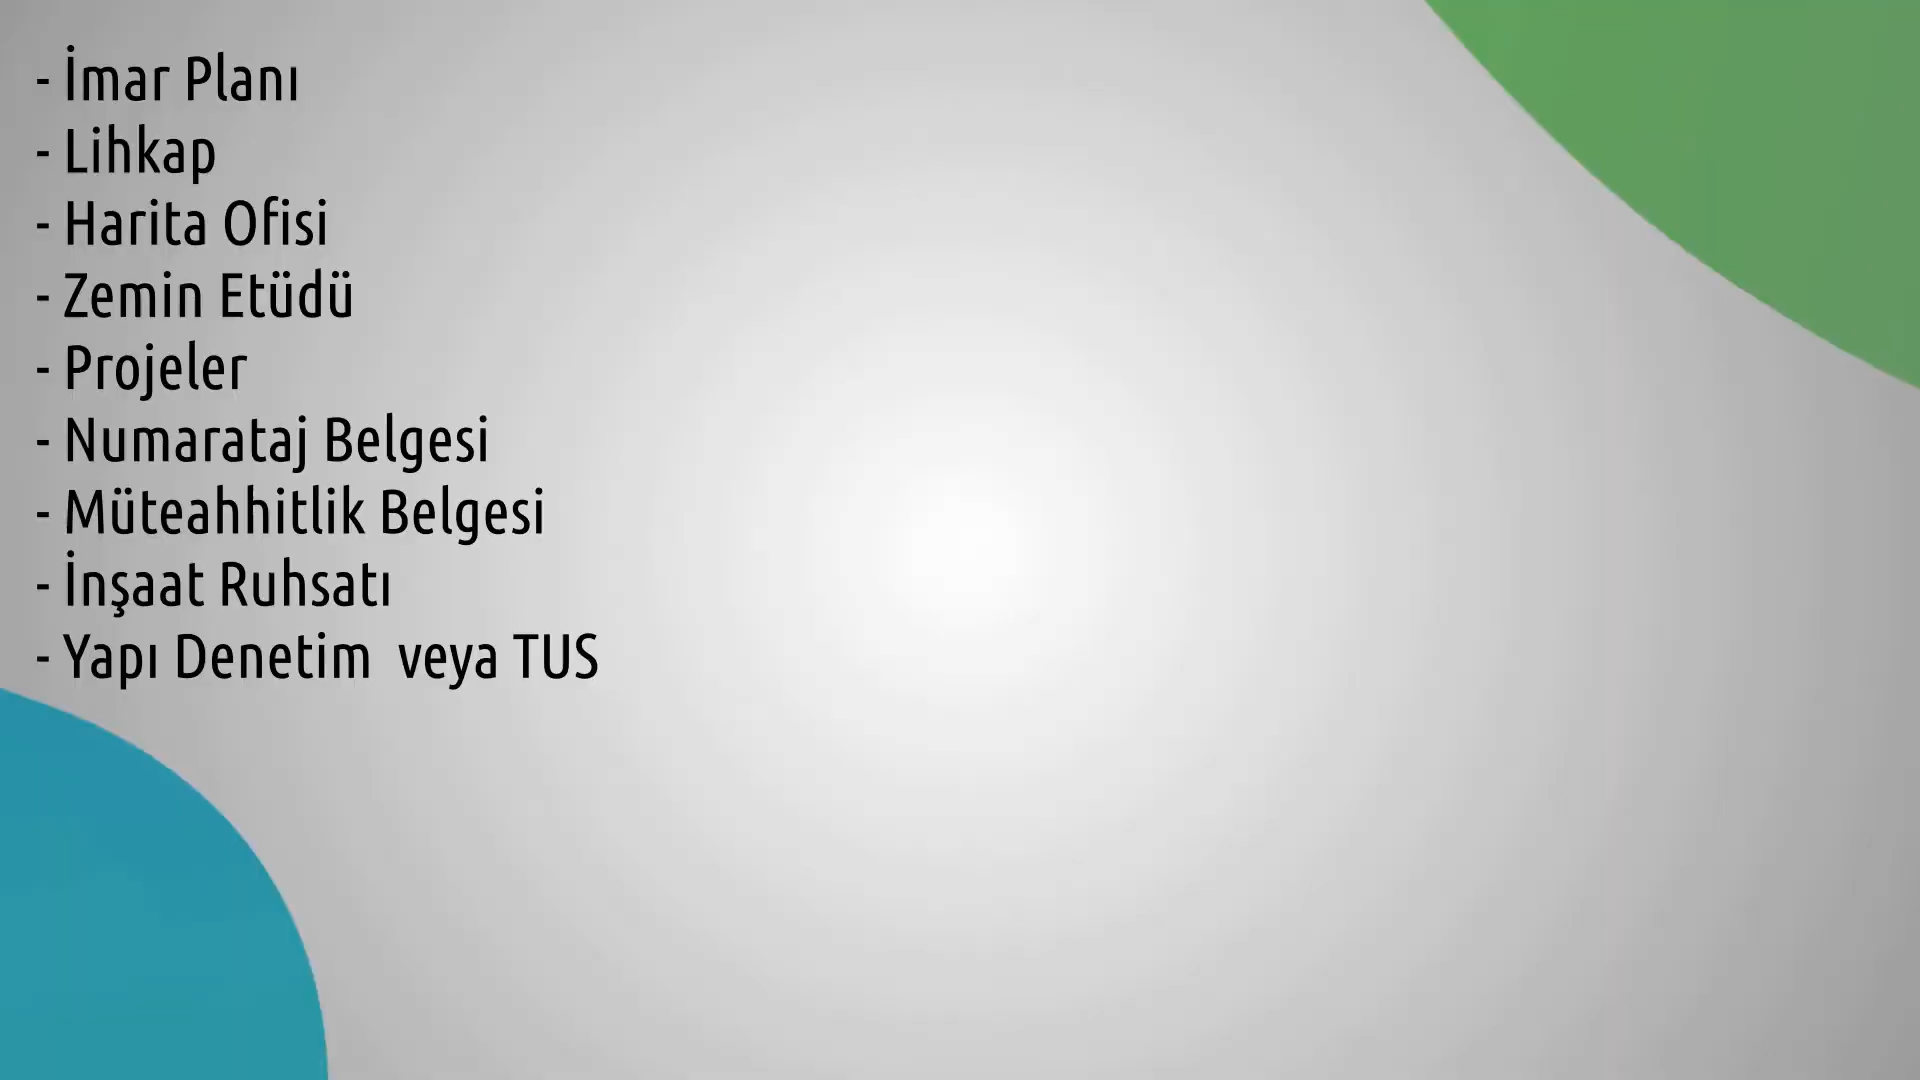 - İmar Planı
- Lihkap
- Harita Ofisi
- Zemin Etüdü
- Projeler
- Numarataj Belgesi
- Müteahhitlik Belgesi
- İnşaat Ruhsatı
- Yapı Denetim  veya TUS